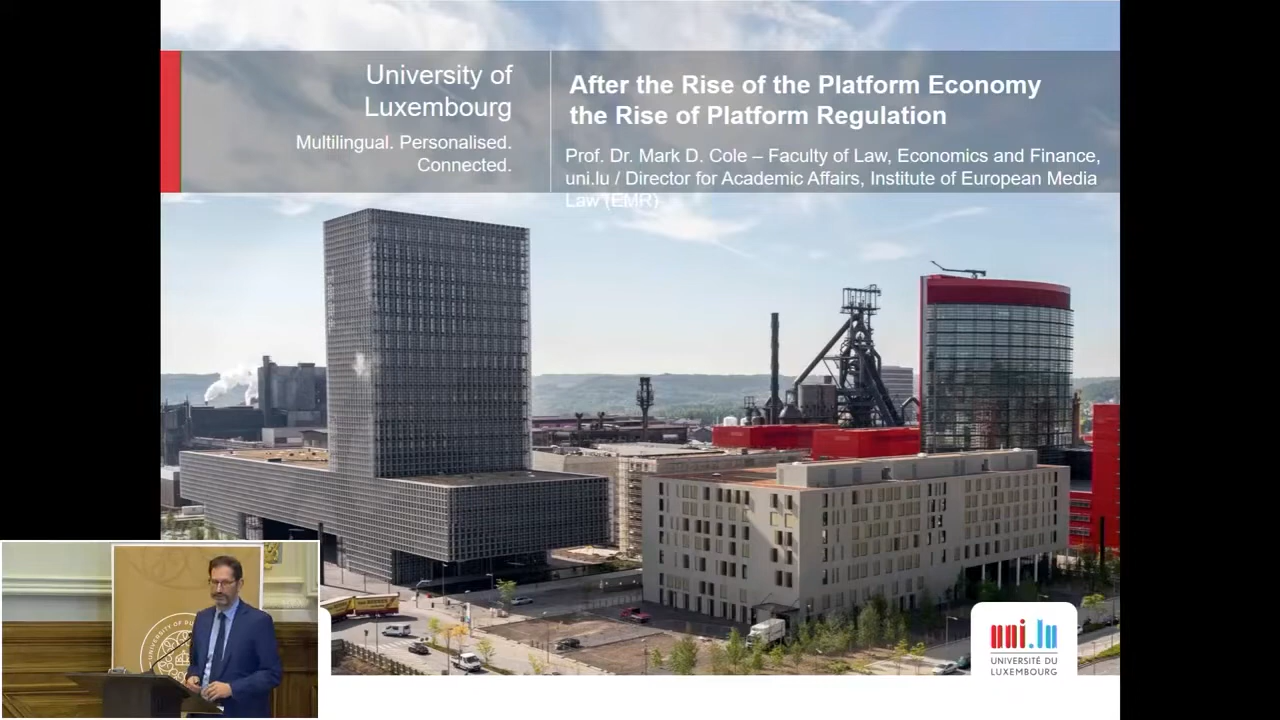 University of
Luxembourg
Multilingual. Personalised.
Connected.
After the Rise of the Platform Economy
the Rise of Platform Regulation
Prof. Dr. Mark D. Cole – Faculty of Law, Economics and Finance,
uni.lu / Director for Academic Affairs, Institute of European Media
Law (EMR)
uni.lu
UNIVERSITÉ DU
LUXEMBOURG
UNIVERSITY OF